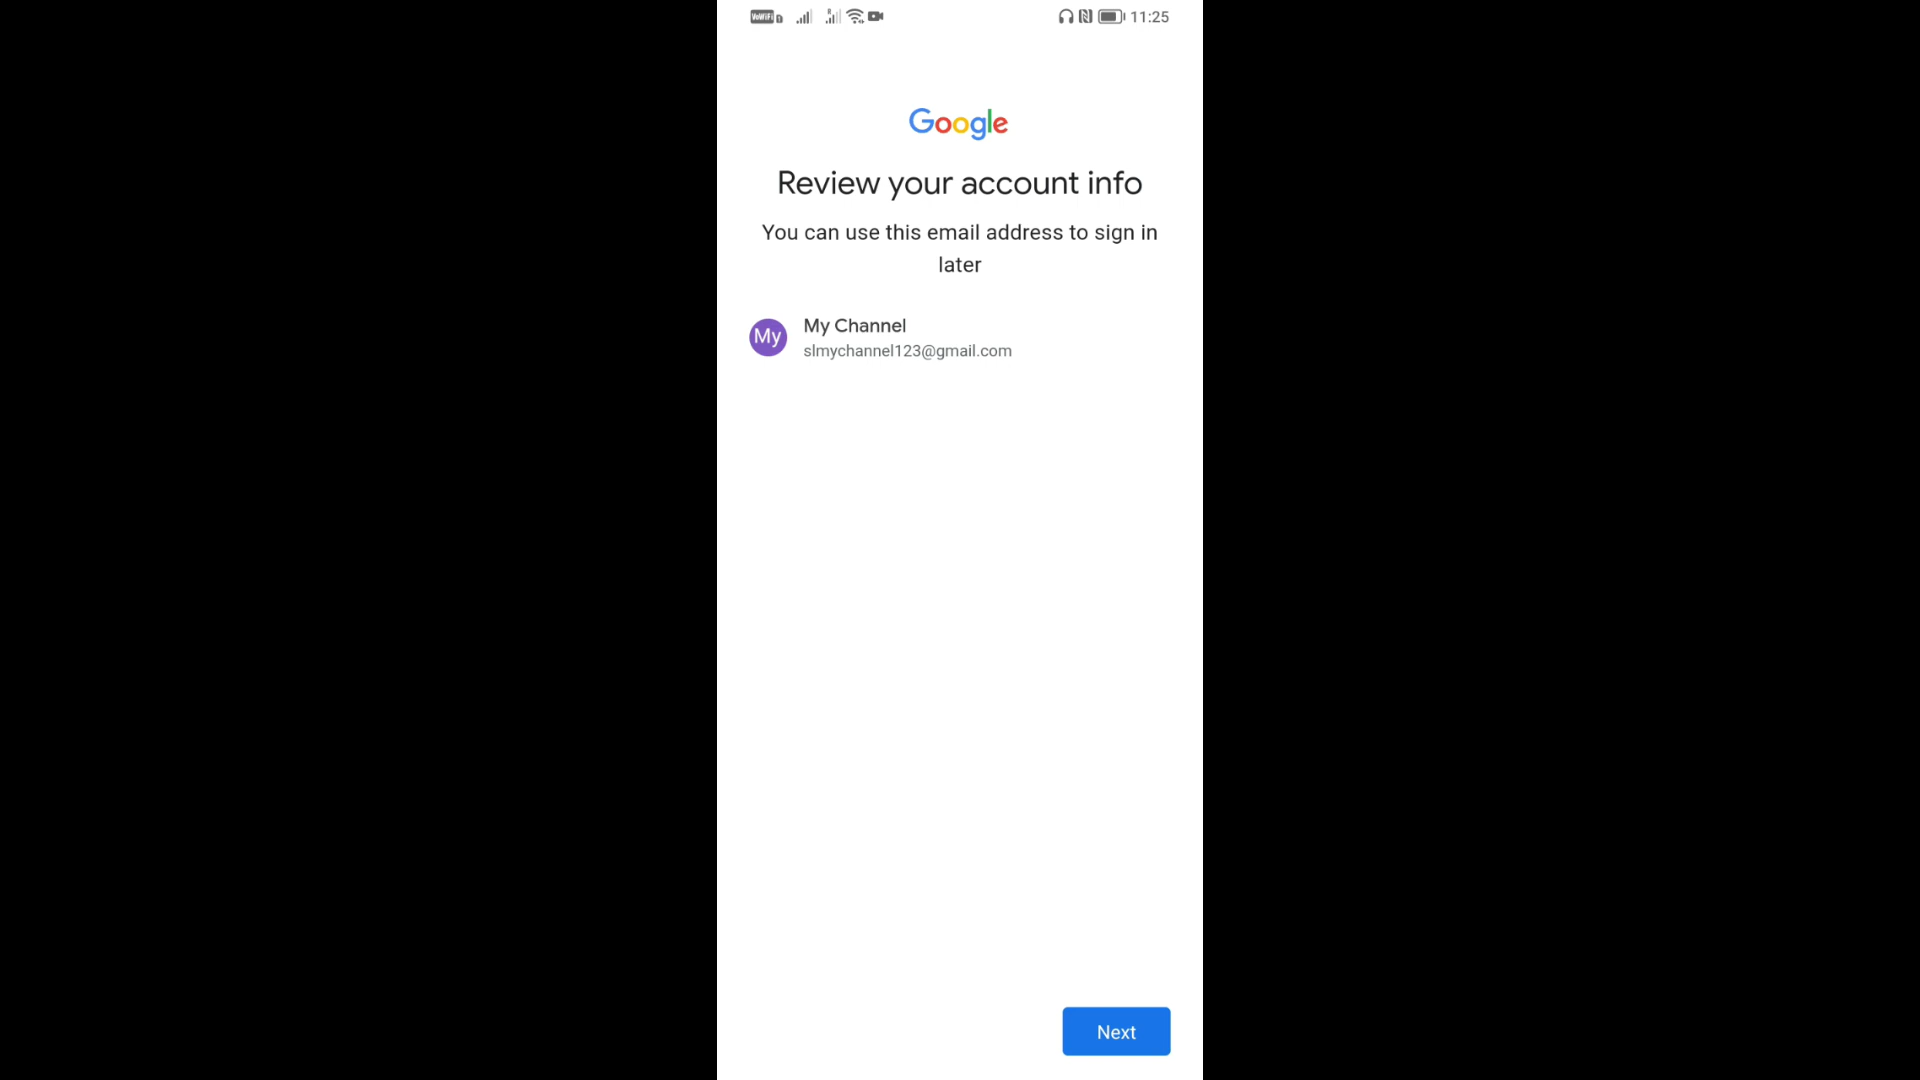 VoWiFi 11:25
Google
Review your account info
You can use this email address to sign in
later
My
My Channel
slmychannel123@gmail.com
Next